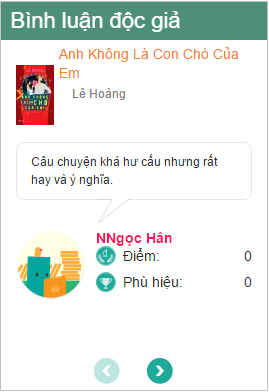 Bình luận độc giả
Anh Không Là Con Chó Của
Em
Lê Hoàng
Câu chuyện khá hư cấu nhưng rất
hay và ý nghĩa.
NNgọc Hân
Điểm: 0
Phù hiệu: 0